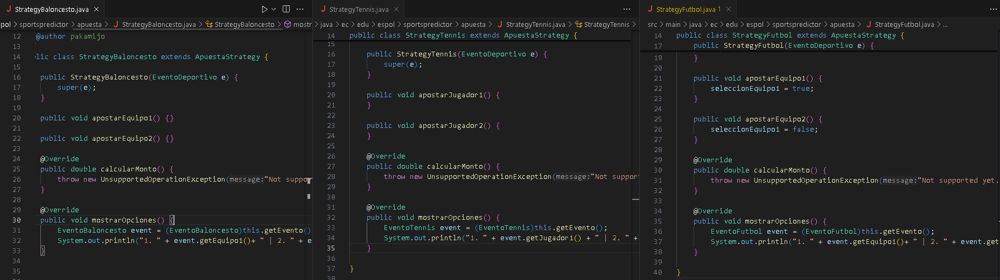 StrategyBaloncesto.java
pol > sportspredictor > apuesta > StrategyBaloncesto.java > StrategyBaloncesto > mostr
12 @author pakamijo
13
14 lic class StrategyBaloncesto extends ApuestaStrategy {
15
16 public StrategyBaloncesto(EventoDeportivo e) {
17 super(e);
18 }
19
20 public void apostarEquipo1() {}
21
22 public void apostarEquipo2() {}
23
24 @Override
25 public double calcularMonto() {
26 throw new UnsupportedOperationException(message:"Not suppo
27 }
28
29 @Override
30 public void mostrarOpciones() {
31 EventoBaloncesto event = (EventoBaloncesto)this.getEvento()
32 System.out.println("1. " + event.getEquipo1()+ " | 2. " + e
33 }
34
35
StrategyTennis.java
> java > ec > edu > espol > sportspredictor > apuesta > StrategyTennis.java > StrategyTennis >
14 public class StrategyTennis extends ApuestaStrategy {
15
16 public StrategyTennis(EventoDeportivo e) {
17 super(e);
18 }
19
20 public void apostarJugador1() {
21 }
22
23 public void apostarJugador2() {
24 }
25
26 @Override
27 public double calcularMonto() {
28 throw new UnsupportedOperationException(message:"Not suppor
29 }
30
31 @Override
32 public void mostrarOpciones() {
33 EventoTennis event = (EventoTennis)this.getEvento();
34 System.out.println("1. " + event.getJugador1() + " | 2. " +
35 }
36
37 }
38
StrategyFutbol.java 1
src > main > java > ec > edu > espol > sportspredictor > apuesta > StrategyFutbol.java > ...
14 public class StrategyFutbol extends ApuestaStrategy {
17 public StrategyFutbol(EventoDeportivo e) {
19 }
20
21 public void apostarEquipo1() {
22 seleccionEquipo1 = true;
23 }
24
25 public void apostarEquipo2() {
26 seleccionEquipo1 = false;
27 }
28
29 @Override
30 public double calcularMonto() {
31 throw new UnsupportedOperationException(message:"Not supported yet.
32 }
33
34 @Override
35 public void mostrarOpciones() {
36 EventoFutbol event = (EventoFutbol)this.getEvento();
37 System.out.println("1. " + event.getEquipo1()+ " | 2. " + event.get
38 }
39
40 }